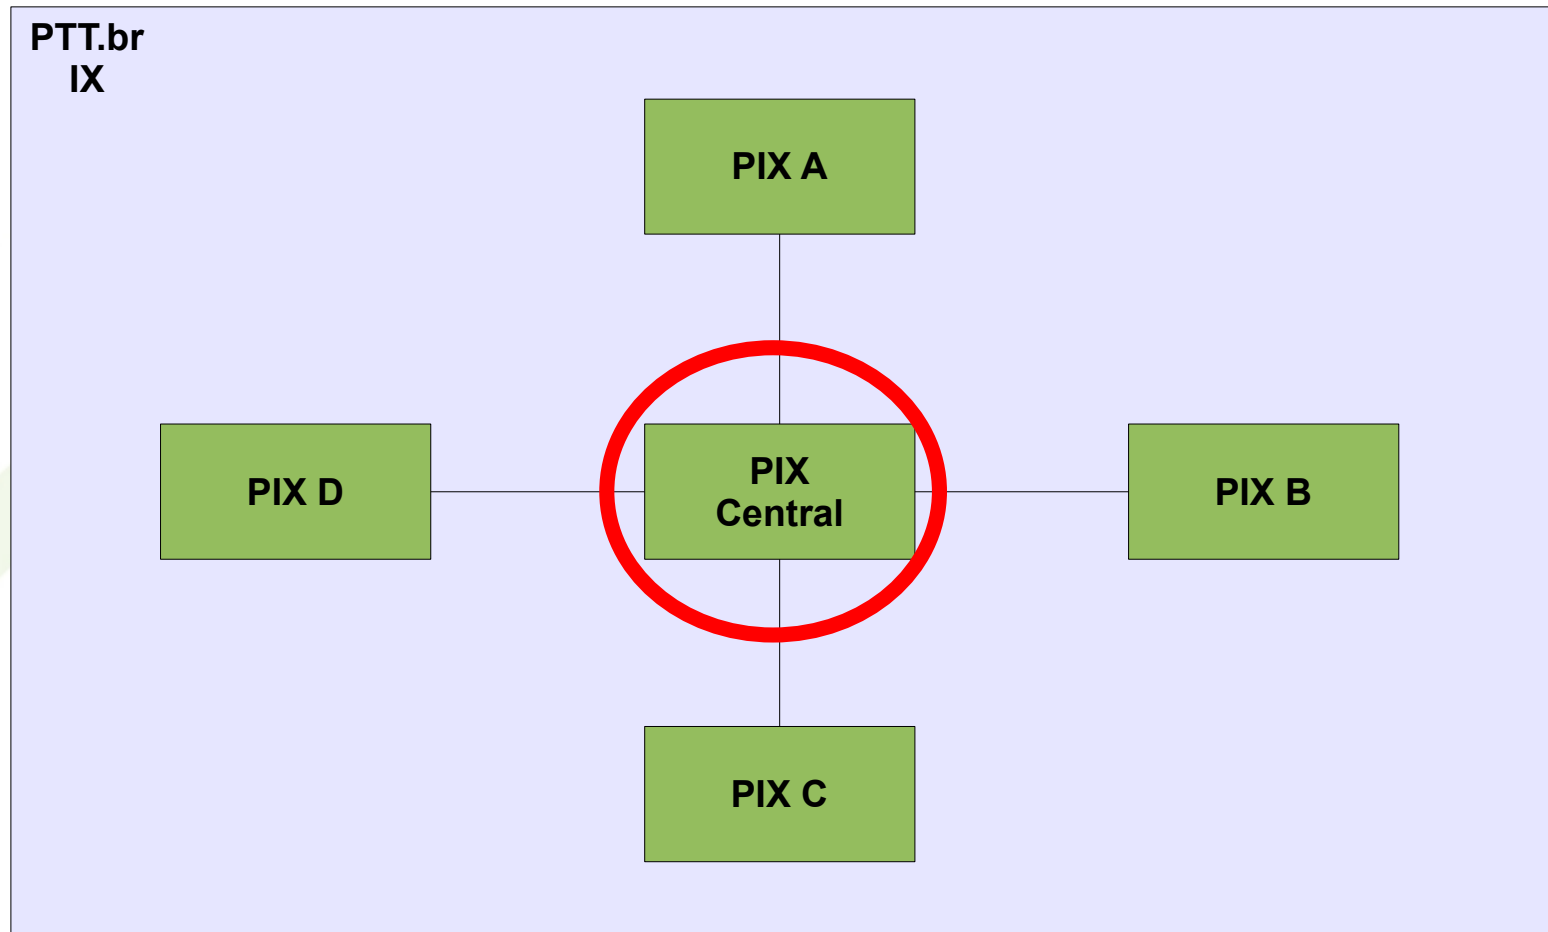 PTT.br
IX
PIX A
PIX D
PIX
Central
PIX B
PIX C